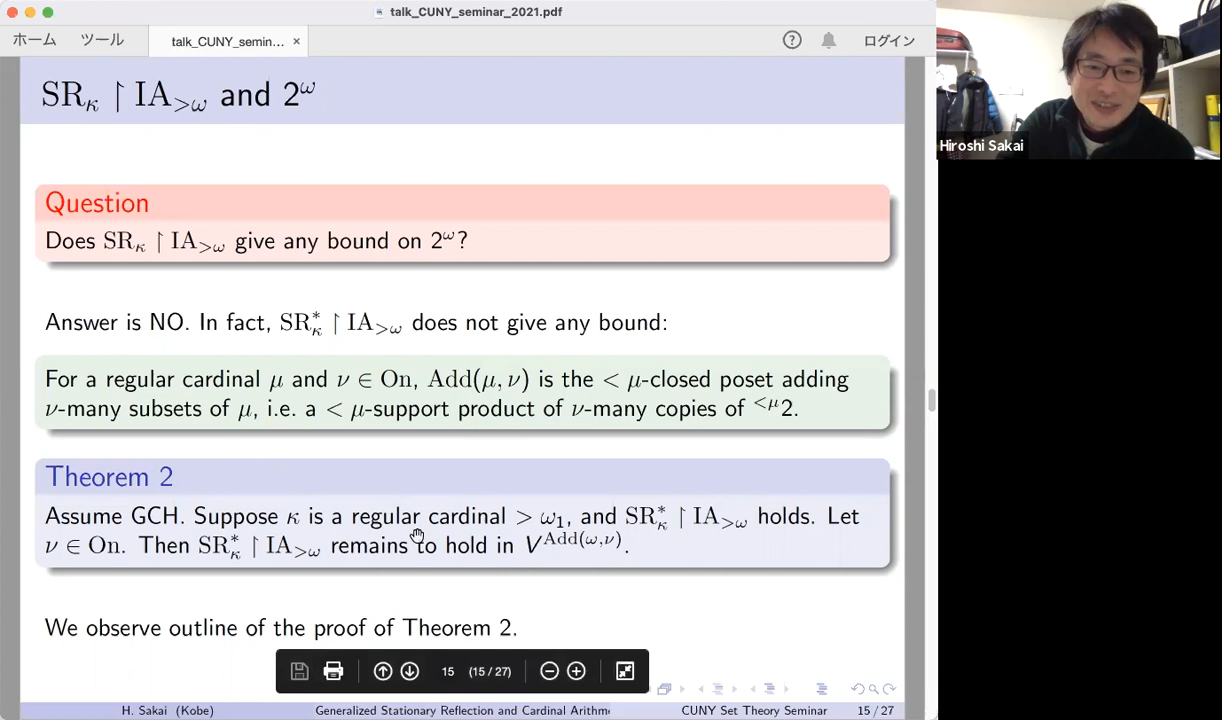 talk_CUNY_seminar_2021.pdf
ホーム ツール talk_CUNY_semin... × ログイン
SR_κ ↾ IA_{>ω} and 2^ω
Question
Does SR_κ ↾ IA_{>ω} give any bound on 2^ω?
Answer is NO. In fact, SR*_κ ↾ IA_{>ω} does not give any bound:
For a regular cardinal μ and ν ∈ On, Add(μ, ν) is the < μ-closed poset adding
ν-many subsets of μ, i.e. a < μ-support product of ν-many copies of ^{<μ}2.
Theorem 2
Assume GCH. Suppose κ is a regular cardinal > ω₁, and SR*_κ ↾ IA_{>ω} holds. Let
ν ∈ On. Then SR*_κ ↾ IA_{>ω} remains to hold in V^{Add(ω,ν)}.
We observe outline of the proof of Theorem 2.
15 (15 / 27)
H. Sakai (Kobe) Generalized Stationary Reflection and Cardinal Arithm CUNY Set Theory Seminar 15 / 27
Hiroshi Sakai